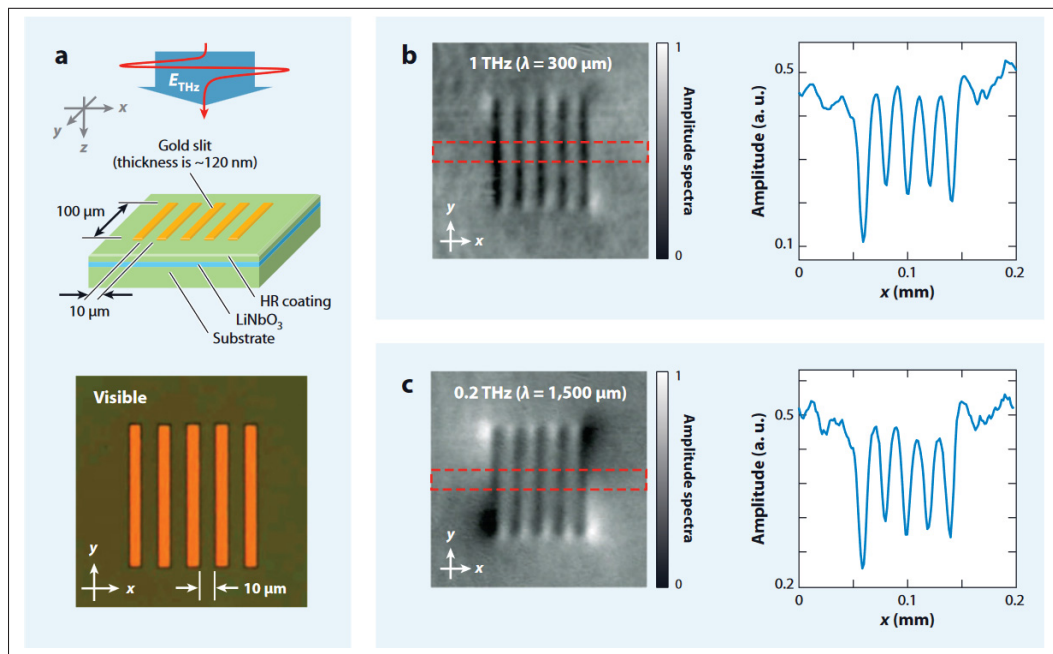 a
E THz
x
y
z
Gold slit
(thickness is ~120 nm)
100 μm
10 μm
HR coating
LiNbO3
Substrate
Visible
y
x
10 μm
b
1 THz (λ = 300 μm)
y
x
1
Amplitude spectra
0
Amplitude (a. u.)
0.5
0.1
0
0.1
0.2
x (mm)
c
0.2 THz (λ = 1,500 μm)
y
x
1
Amplitude spectra
0
Amplitude (a. u.)
0.5
0.2
0
0.1
0.2
x (mm)